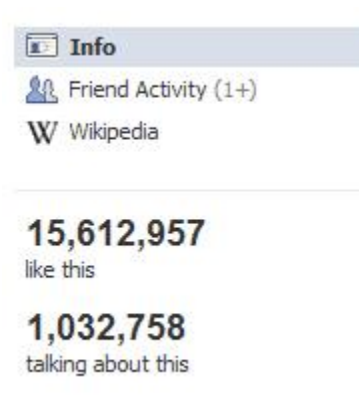 Info
Friend Activity (1+)
W Wikipedia
15,612,957
like this
1,032,758
talking about this